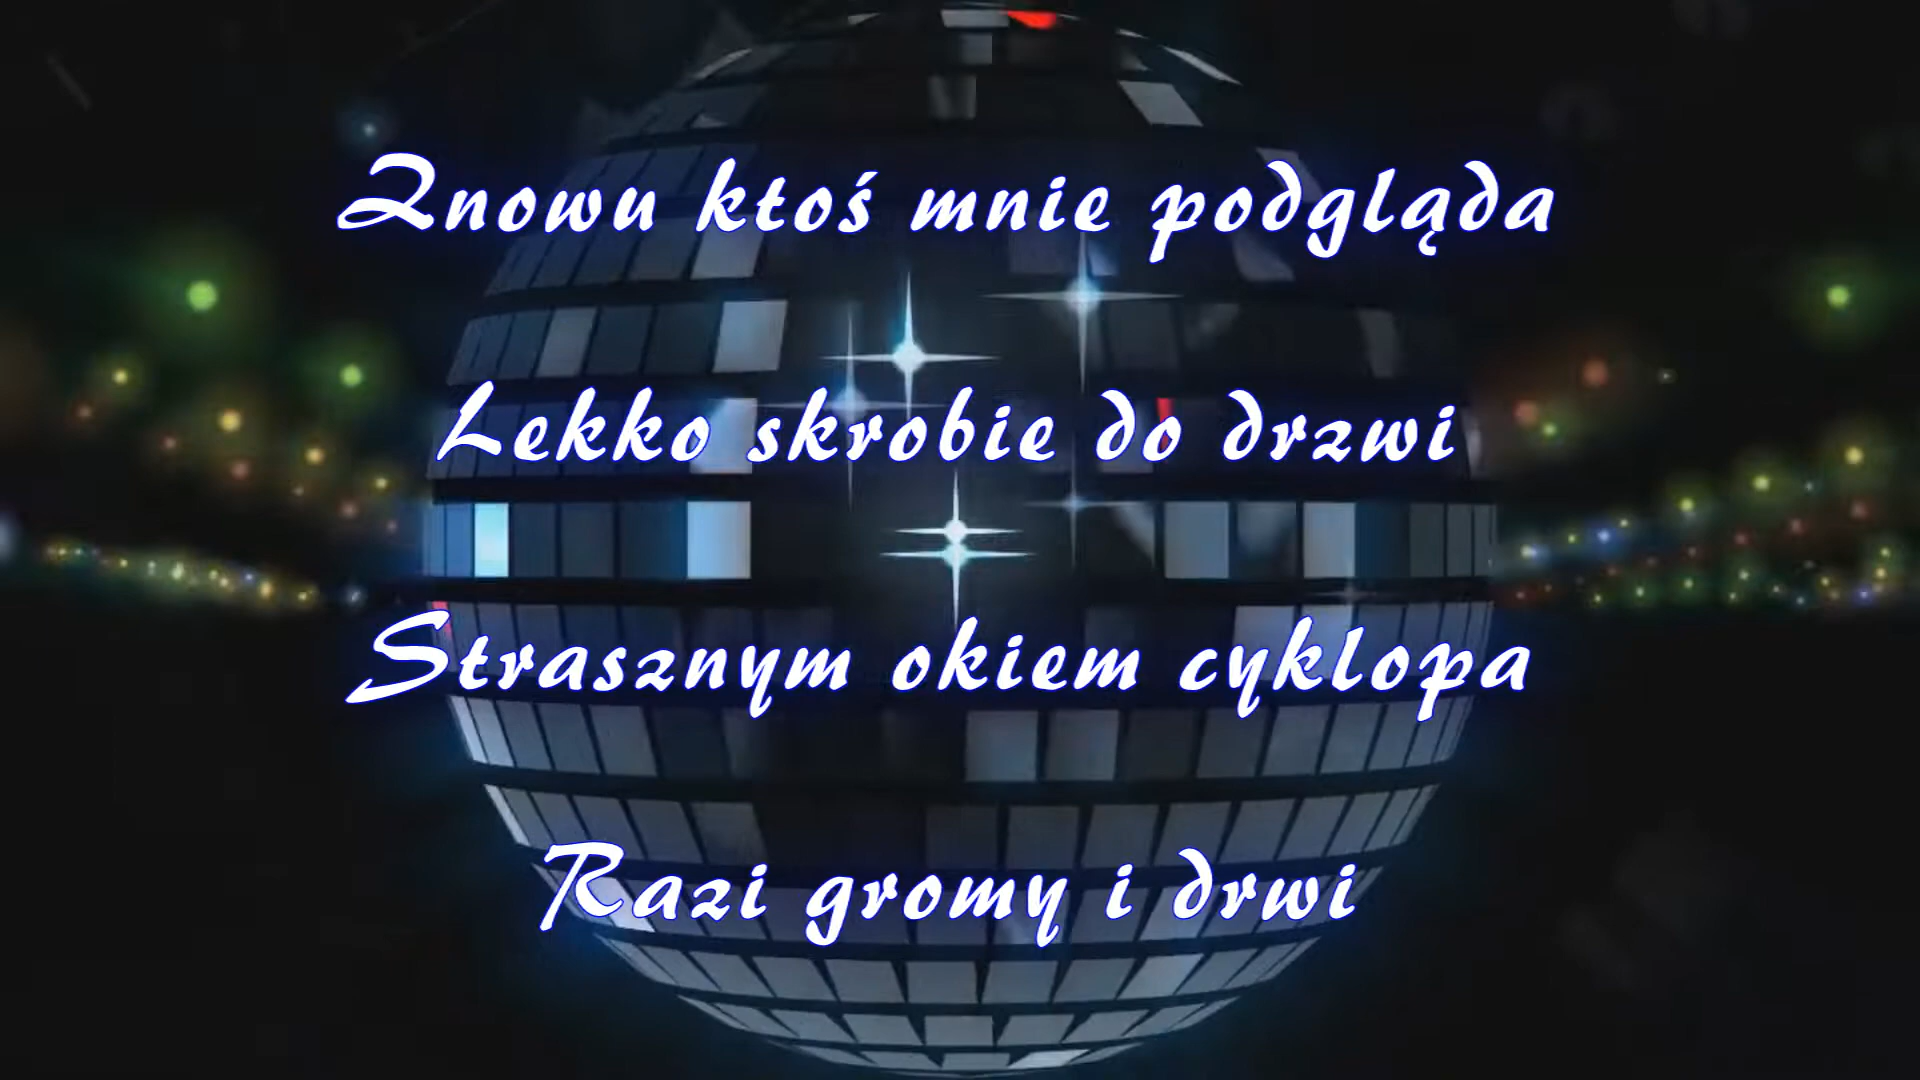 Znowu ktoś mnie podgląda
Lekko skrobie do drzwi
Strasznym okiem cyklopa
Razi gromy i drwi